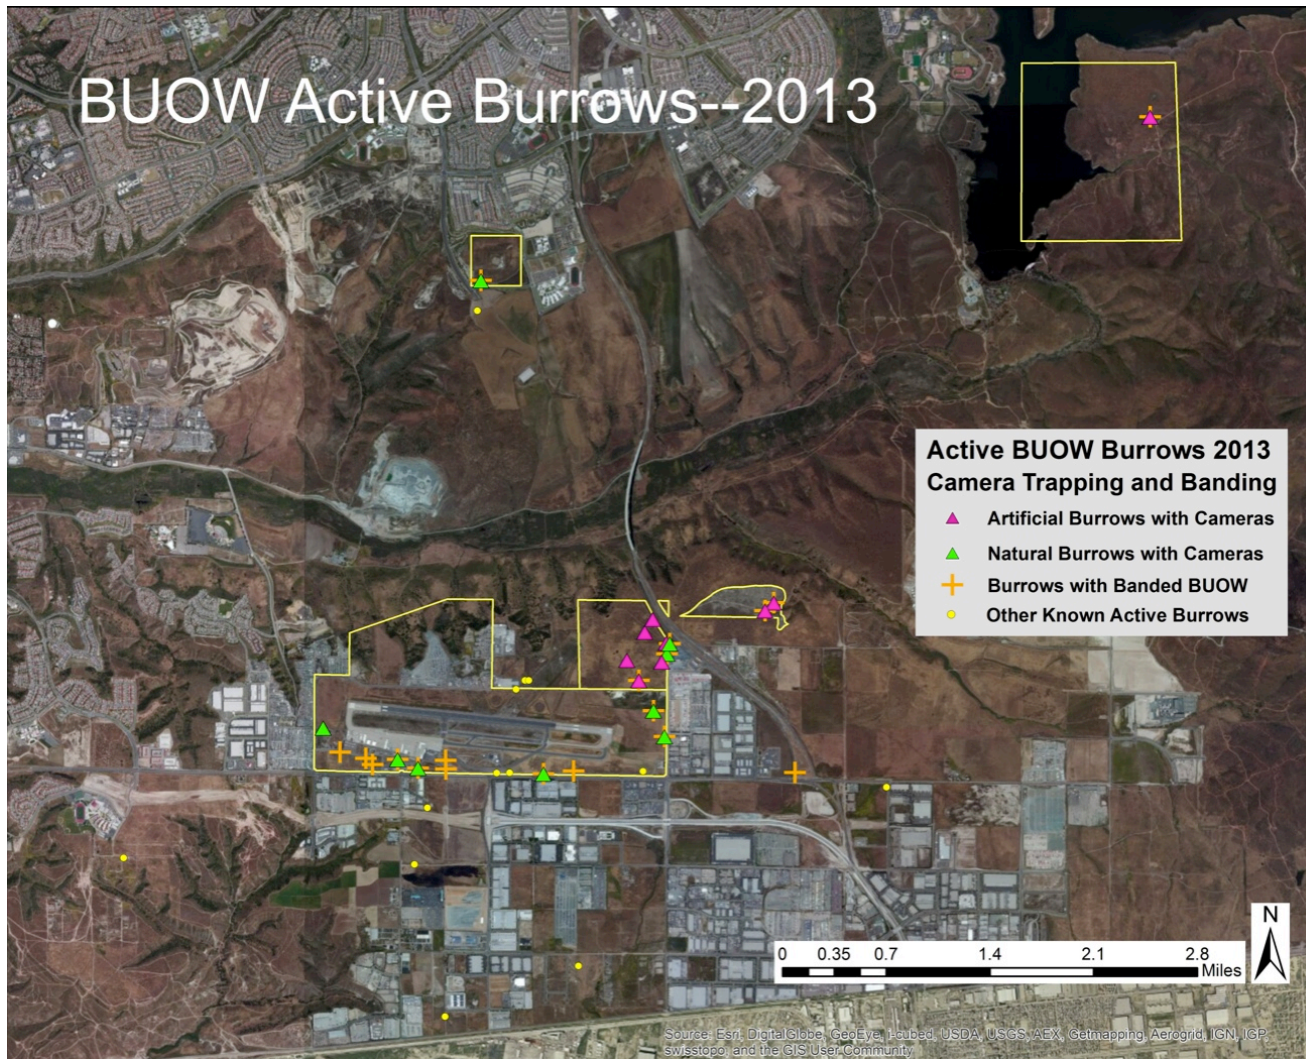 BUOW Active Burrows--2013
Active BUOW Burrows 2013
Camera Trapping and Banding
Artificial Burrows with Cameras
Natural Burrows with Cameras
Burrows with Banded BUOW
Other Known Active Burrows
N
0 0.35 0.7 1.4 2.1 2.8
Miles
Source: Esri, DigitalGlobe, GeoEye, i-cubed, USDA, USGS, AEX, Getmapping, Aerogrid, IGN, IGP,
swisstopo, and the GIS User Community